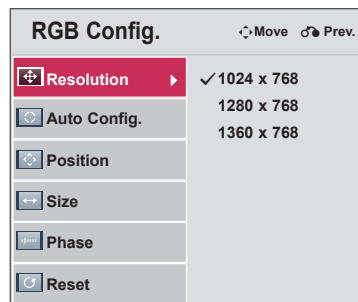 RGB Config. Move Prev.
Resolution
Auto Config.
Position
Size
Phase
Reset
✓1024 x 768
1280 x 768
1360 x 768